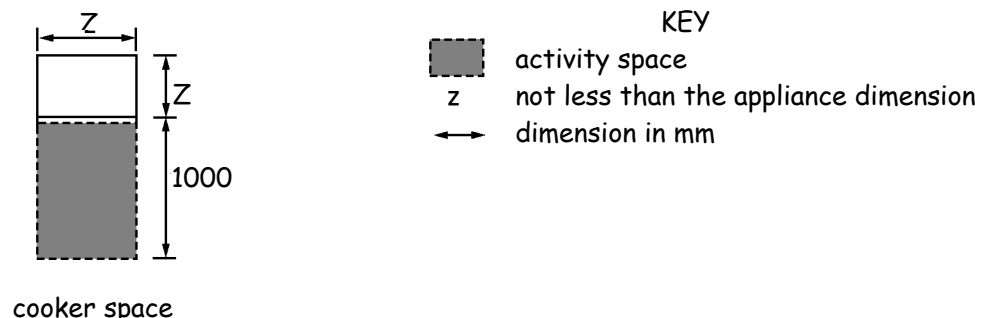 Z
Z
1000
cooker space
KEY
activity space
z not less than the appliance dimension
dimension in mm